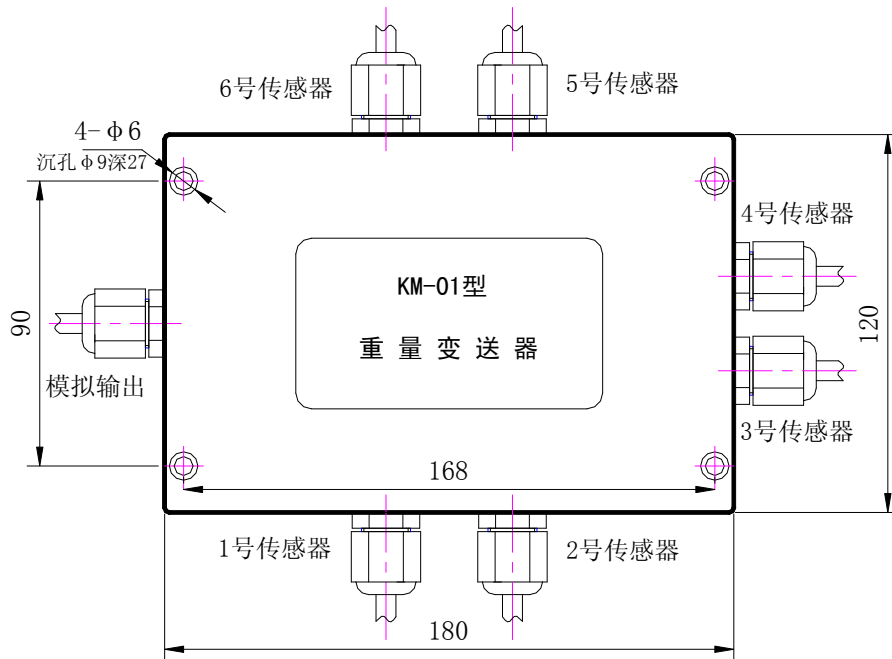 6号传感器
5号传感器
4-φ6
沉孔φ9深27
4号传感器
KM-01型
重量变送器
90
120
模拟输出
3号传感器
168
1号传感器
2号传感器
180